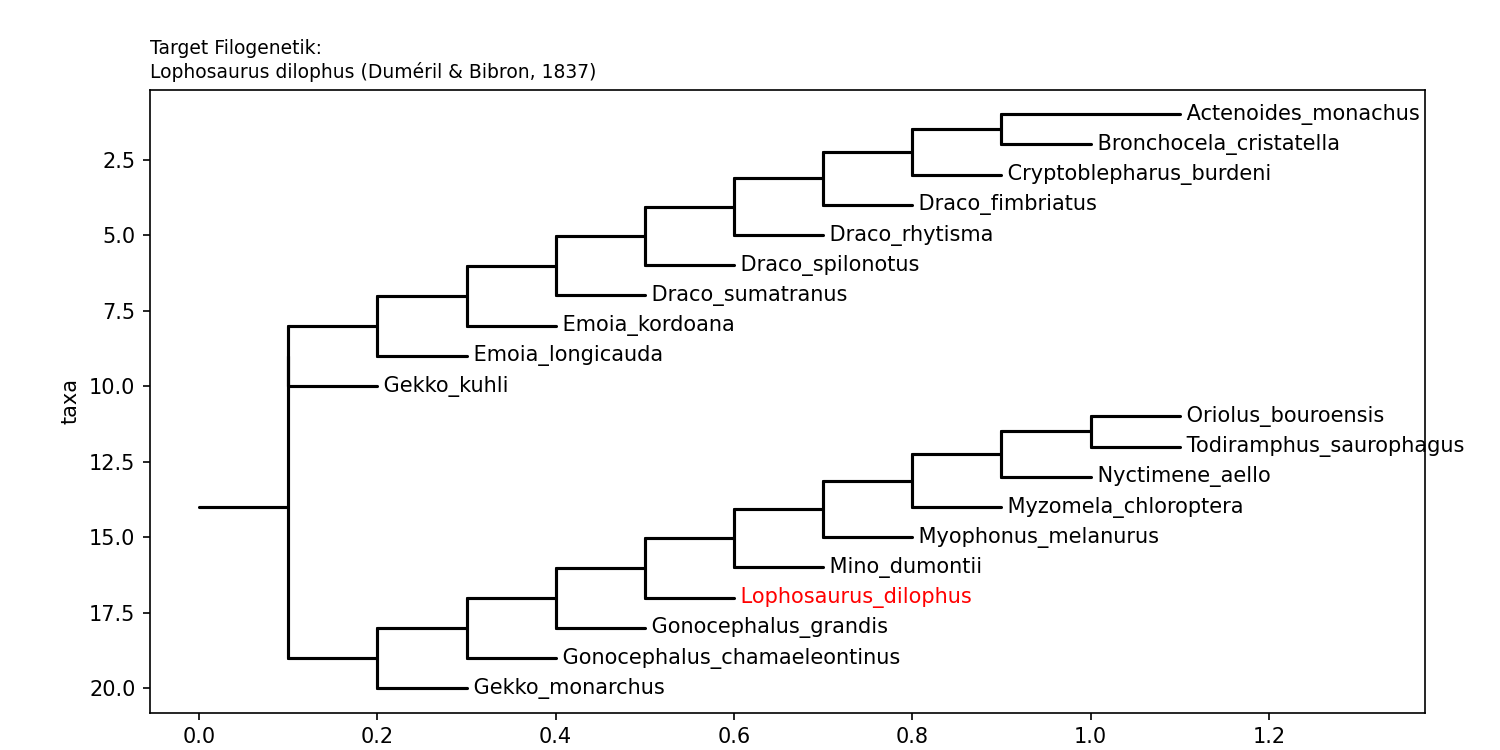 Target Filogenetik:
Lophosaurus dilophus (Duméril & Bibron, 1837)
Actenoides_monachus
Bronchocela_cristatella
2.5
Cryptoblepharus_burdeni
Draco_fimbriatus
5.0
Draco_rhytisma
Draco_spilonotus
Draco_sumatranus
7.5
Emoia_kordoana
Emoia_longicauda
10.0
Gekko_kuhli
taxa
Oriolus_bouroensis
Todiramphus_saurophagus
12.5
Nyctimene_aello
Myzomela_chloroptera
15.0
Myophonus_melanurus
Mino_dumontii
Lophosaurus_dilophus
17.5
Gonocephalus_grandis
Gonocephalus_chamaeleontinus
20.0
Gekko_monarchus
0.0 0.2 0.4 0.6 0.8 1.0 1.2